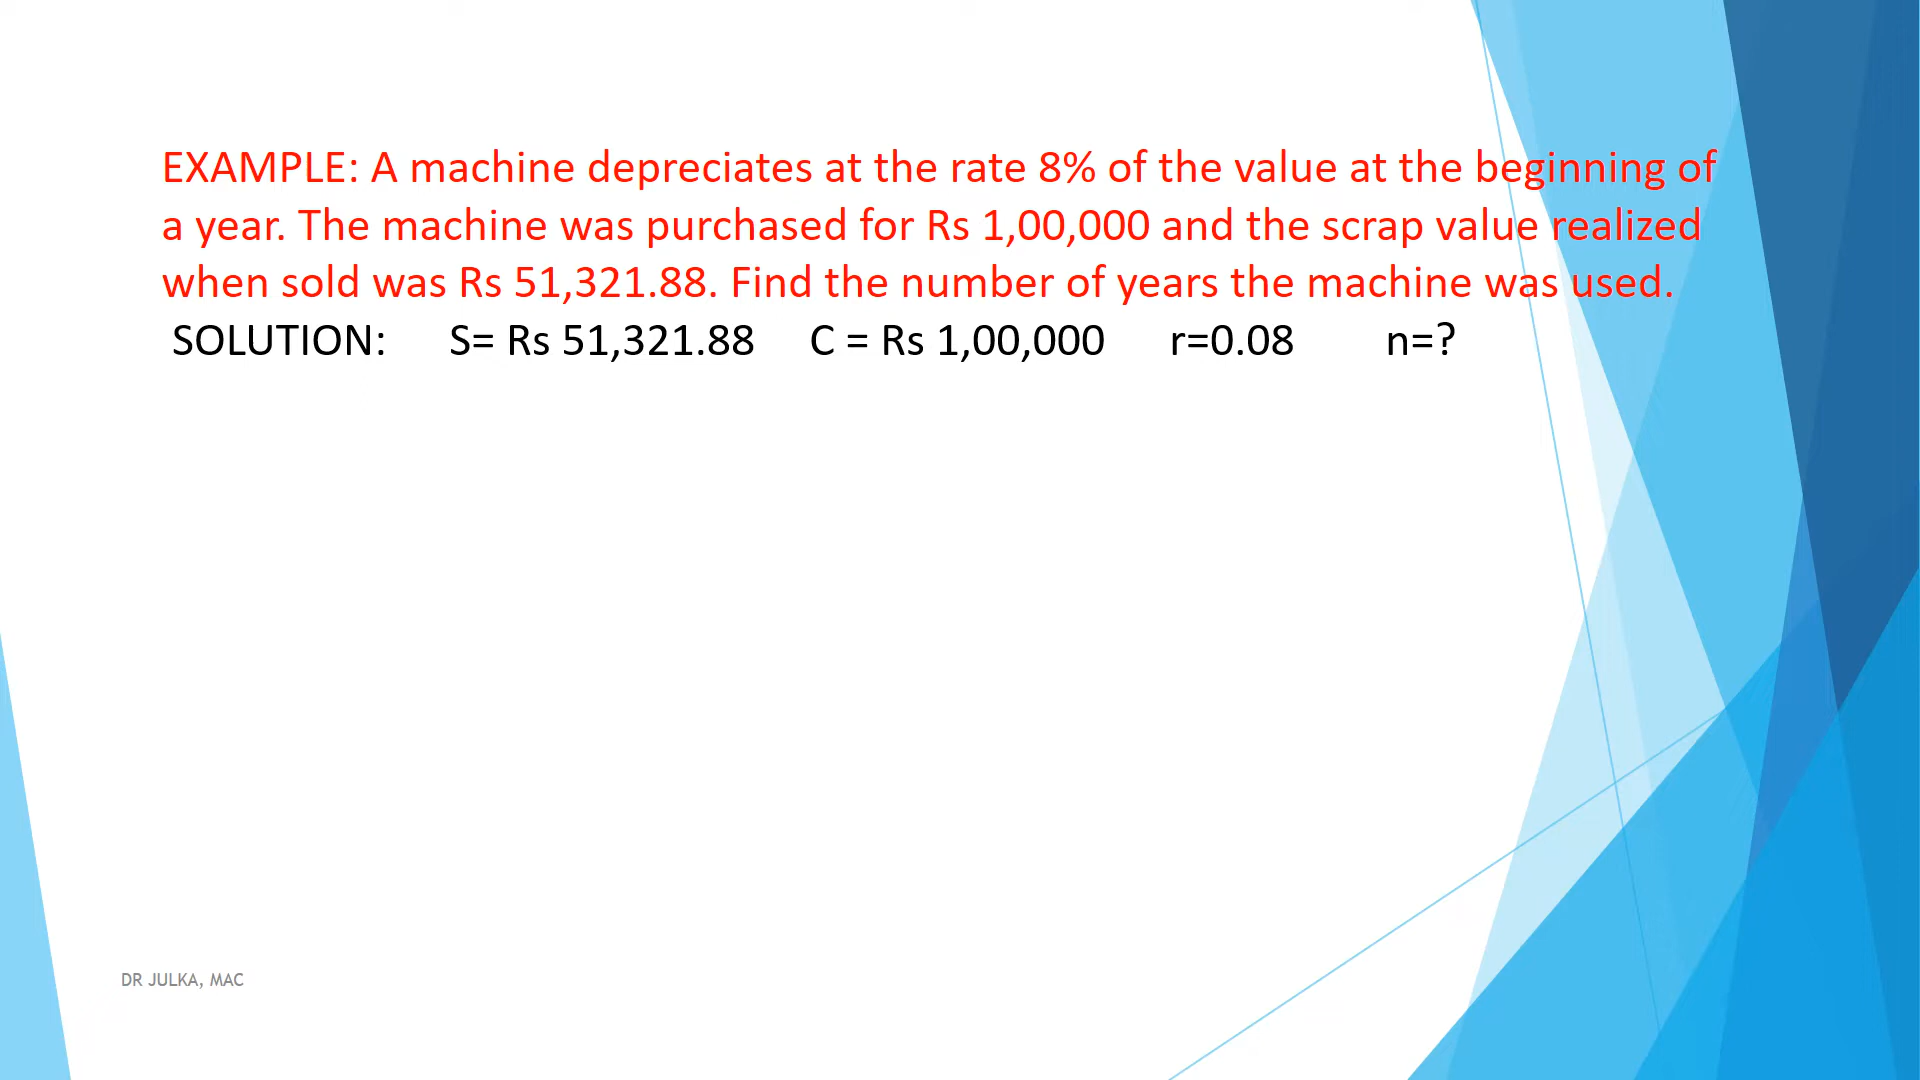 EXAMPLE: A machine depreciates at the rate 8% of the value at the beginning of
a year. The machine was purchased for Rs 1,00,000 and the scrap value realized
when sold was Rs 51,321.88. Find the number of years the machine was used.
SOLUTION: S= Rs 51,321.88 C = Rs 1,00,000 r=0.08 n=?
DR JULKA, MAC